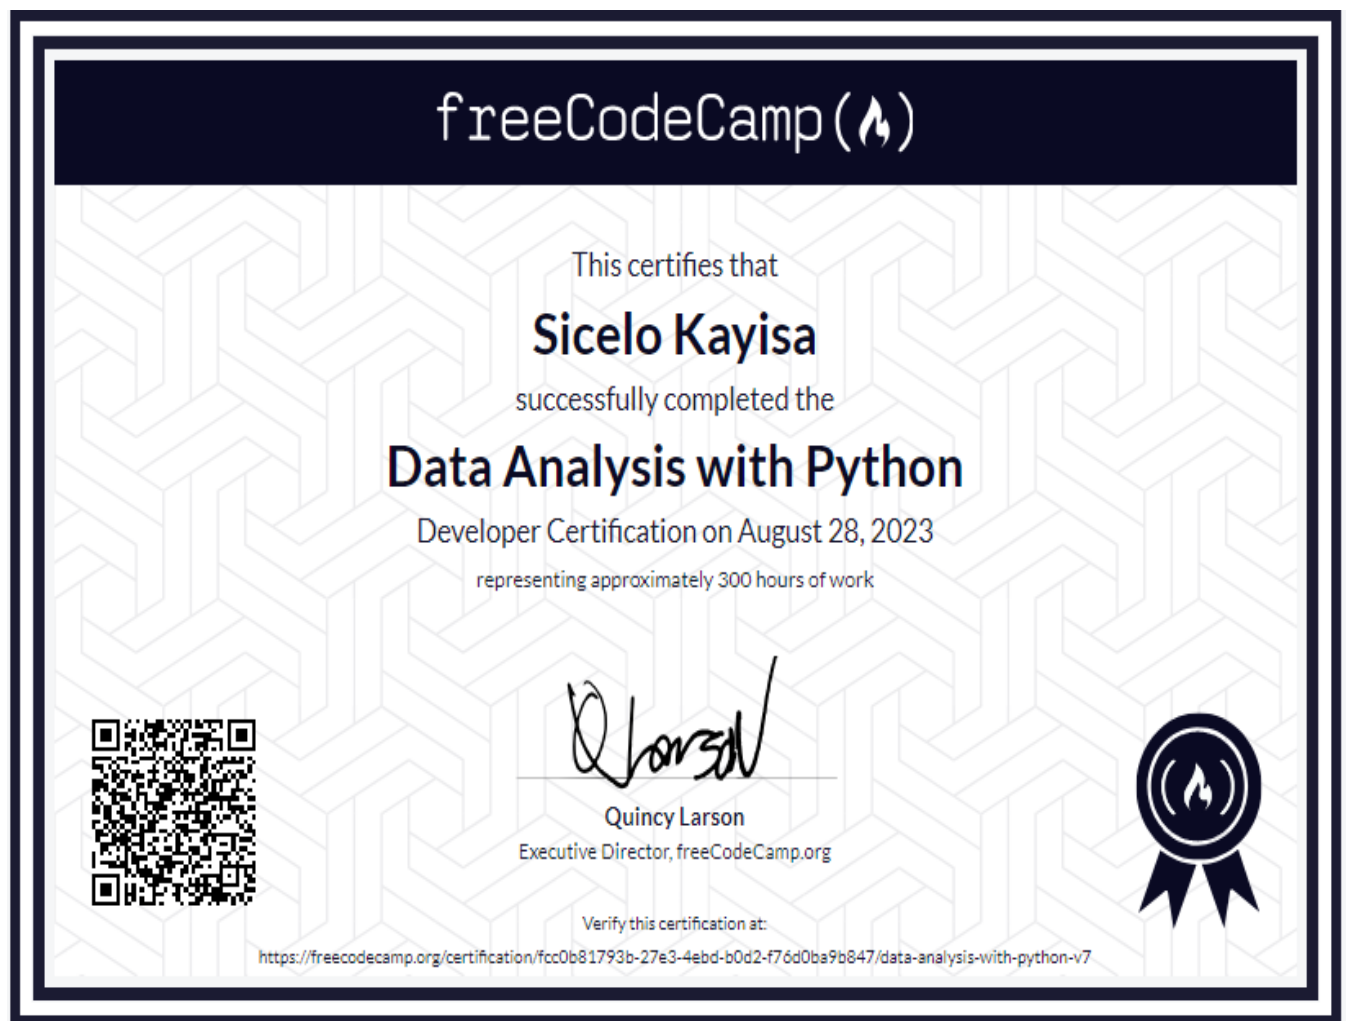 freeCodeCamp
This certifies that
Sicelo Kayisa
successfully completed the
Data Analysis with Python
Developer Certification on August 28, 2023
representing approximately 300 hours of work
QLarson
Quincy Larson
Executive Director, freeCodeCamp.org
Verify this certification at:
https://freecodecamp.org/certification/fcc0b81793b-27e3-4ebd-b0d2-f76d0ba9b847/data-analysis-with-python-v7